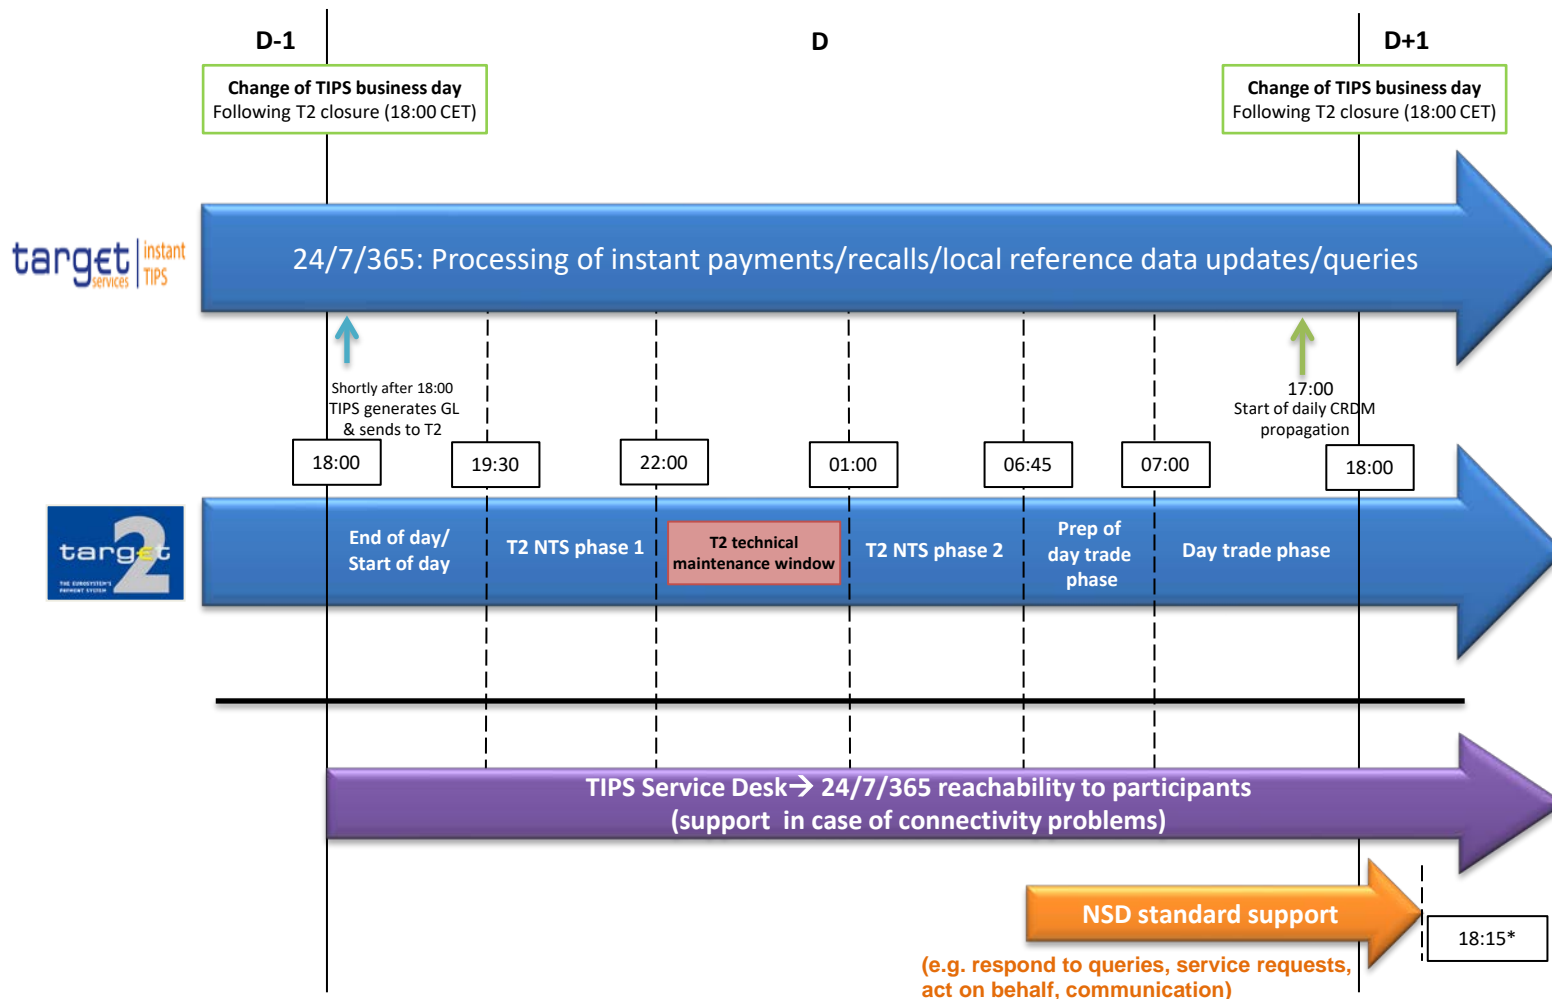 D-1
D
D+1
Change of TIPS business day
Following T2 closure (18:00 CET)
Change of TIPS business day
Following T2 closure (18:00 CET)
target
services
instant
TIPS
24/7/365: Processing of instant payments/recalls/local reference data updates/queries
Shortly after 18:00
TIPS generates GL
& sends to T2
17:00
Start of daily CRDM
propagation
18:00
19:30
22:00
01:00
06:45
07:00
18:00
target
2
THE EUROSYSTEM'S
PAYMENT SYSTEM
End of day/
Start of day
T2 NTS phase 1
T2 technical
maintenance window
T2 NTS phase 2
Prep of
day trade
phase
Day trade phase
TIPS Service Desk→ 24/7/365 reachability to participants
(support in case of connectivity problems)
NSD standard support
18:15*
(e.g. respond to queries, service requests,
act on behalf, communication)